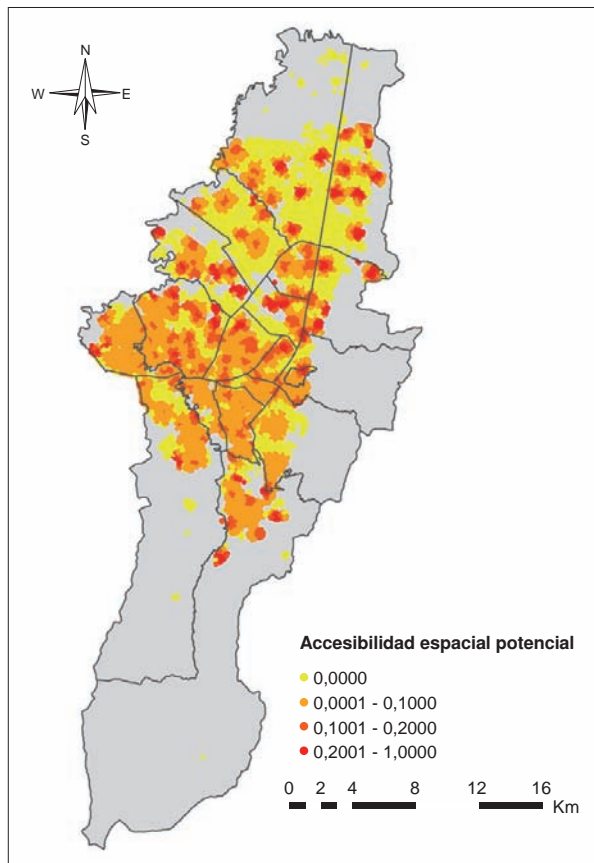 N
W E
S
Accesibilidad espacial potencial
0,0000
0,0001 - 0,1000
0,1001 - 0,2000
0,2001 - 1,0000
0 2 4 8 12 16
Km